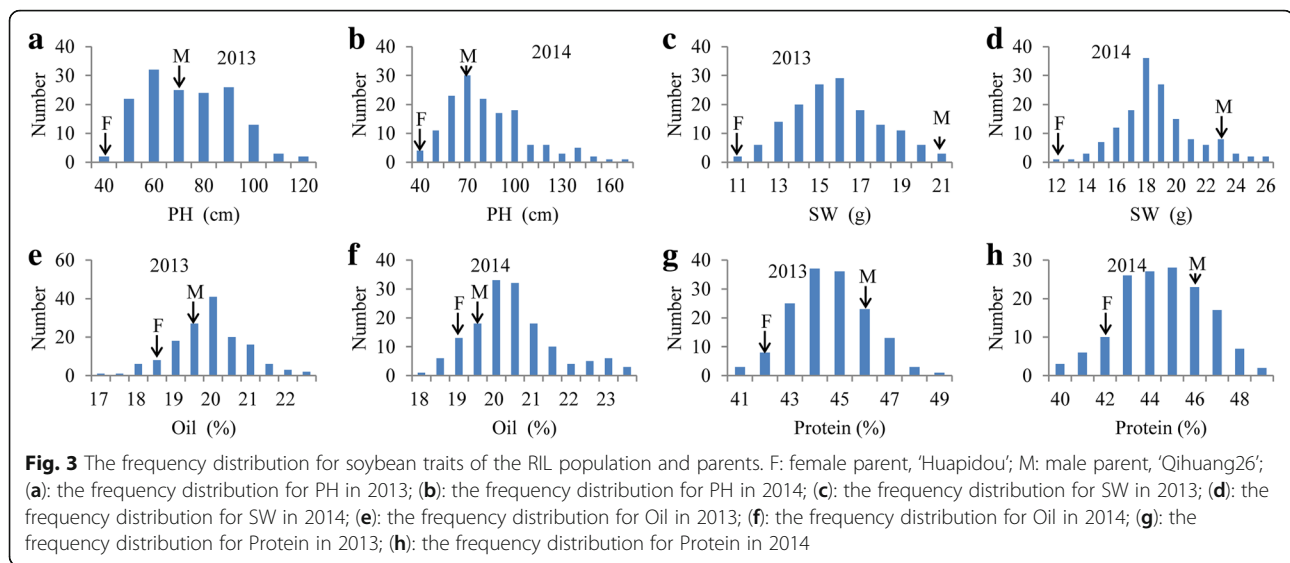 a
2013
M
F
40
30
20
10
0
Number
40 60 80 100 120
PH (cm)
b
2014
M
F
40
30
20
10
0
Number
40 70 100 130 160
PH (cm)
c
2013
M
F
40
30
20
10
0
Number
11 13 15 17 19 21
SW (g)
d
2014
M
F
40
30
20
10
0
Number
12 14 16 18 20 22 24 26
SW (g)
e
2013
M
F
60
40
20
0
Number
17 18 19 20 21 22
Oil (%)
f
2014
M
F
40
30
20
10
0
Number
18 19 20 21 22 23
Oil (%)
g
2013
M
F
40
30
20
10
0
Number
41 43 45 47 49
Protein (%)
h
2014
M
F
30
20
10
0
Number
40 42 44 46 48
Protein (%)
Fig. 3 The frequency distribution for soybean traits of the RIL population and parents. F: female parent, ‘Huapidou’; M: male parent, ‘Qihuang26’;
(a): the frequency distribution for PH in 2013; (b): the frequency distribution for PH in 2014; (c): the frequency distribution for SW in 2013; (d): the
frequency distribution for SW in 2014; (e): the frequency distribution for Oil in 2013; (f): the frequency distribution for Oil in 2014; (g): the
frequency distribution for Protein in 2013; (h): the frequency distribution for Protein in 2014